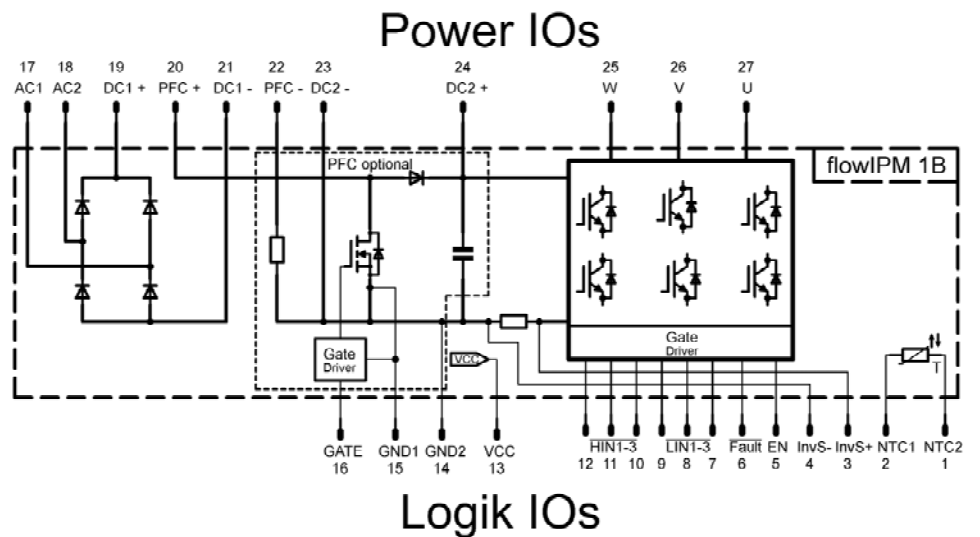 Power IOs
17 18 19 20 21 22 23 24 25 26 27
AC1 AC2 DC1 + PFC + DC1 - PFC - DC2 - DC2 + W V U
PFC optional
flowIPM 1B
Gate
Driver
Gate
Driver
VCC
T
GATE GND1 GND2 VCC HIN1-3 LIN1-3 Fault EN InvS- InvS+ NTC1 NTC2
16 15 14 13 12 11 10 9 8 7 6 5 4 3 2 1
Logik IOs